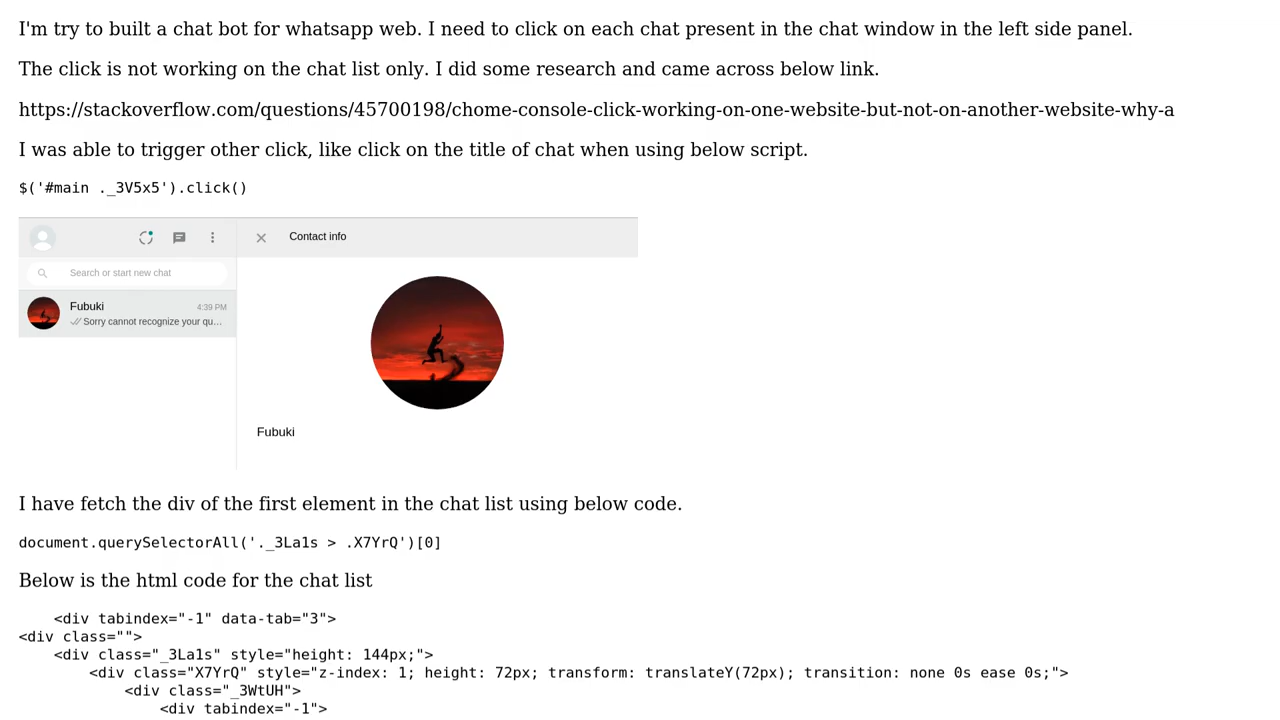 I'm try to built a chat bot for whatsapp web. I need to click on each chat present in the chat window in the left side panel.
The click is not working on the chat list only. I did some research and came across below link.
https://stackoverflow.com/questions/45700198/chome-console-click-working-on-one-website-but-not-on-another-website-why-a
I was able to trigger other click, like click on the title of chat when using below script.
$('#main ._3V5x5').click()
Contact info
Search or start new chat
Fubuki 4:39 PM
Sorry cannot recognize your qu...
Fubuki
I have fetch the div of the first element in the chat list using below code.
document.querySelectorAll('._3La1s > .X7YrQ')[0]
Below is the html code for the chat list
<div tabindex="-1" data-tab="3">
<div class="">
<div class="_3La1s" style="height: 144px;">
<div class="X7YrQ" style="z-index: 1; height: 72px; transform: translateY(72px); transition: none 0s ease 0s;">
<div class="_3WtUH">
<div tabindex="-1">